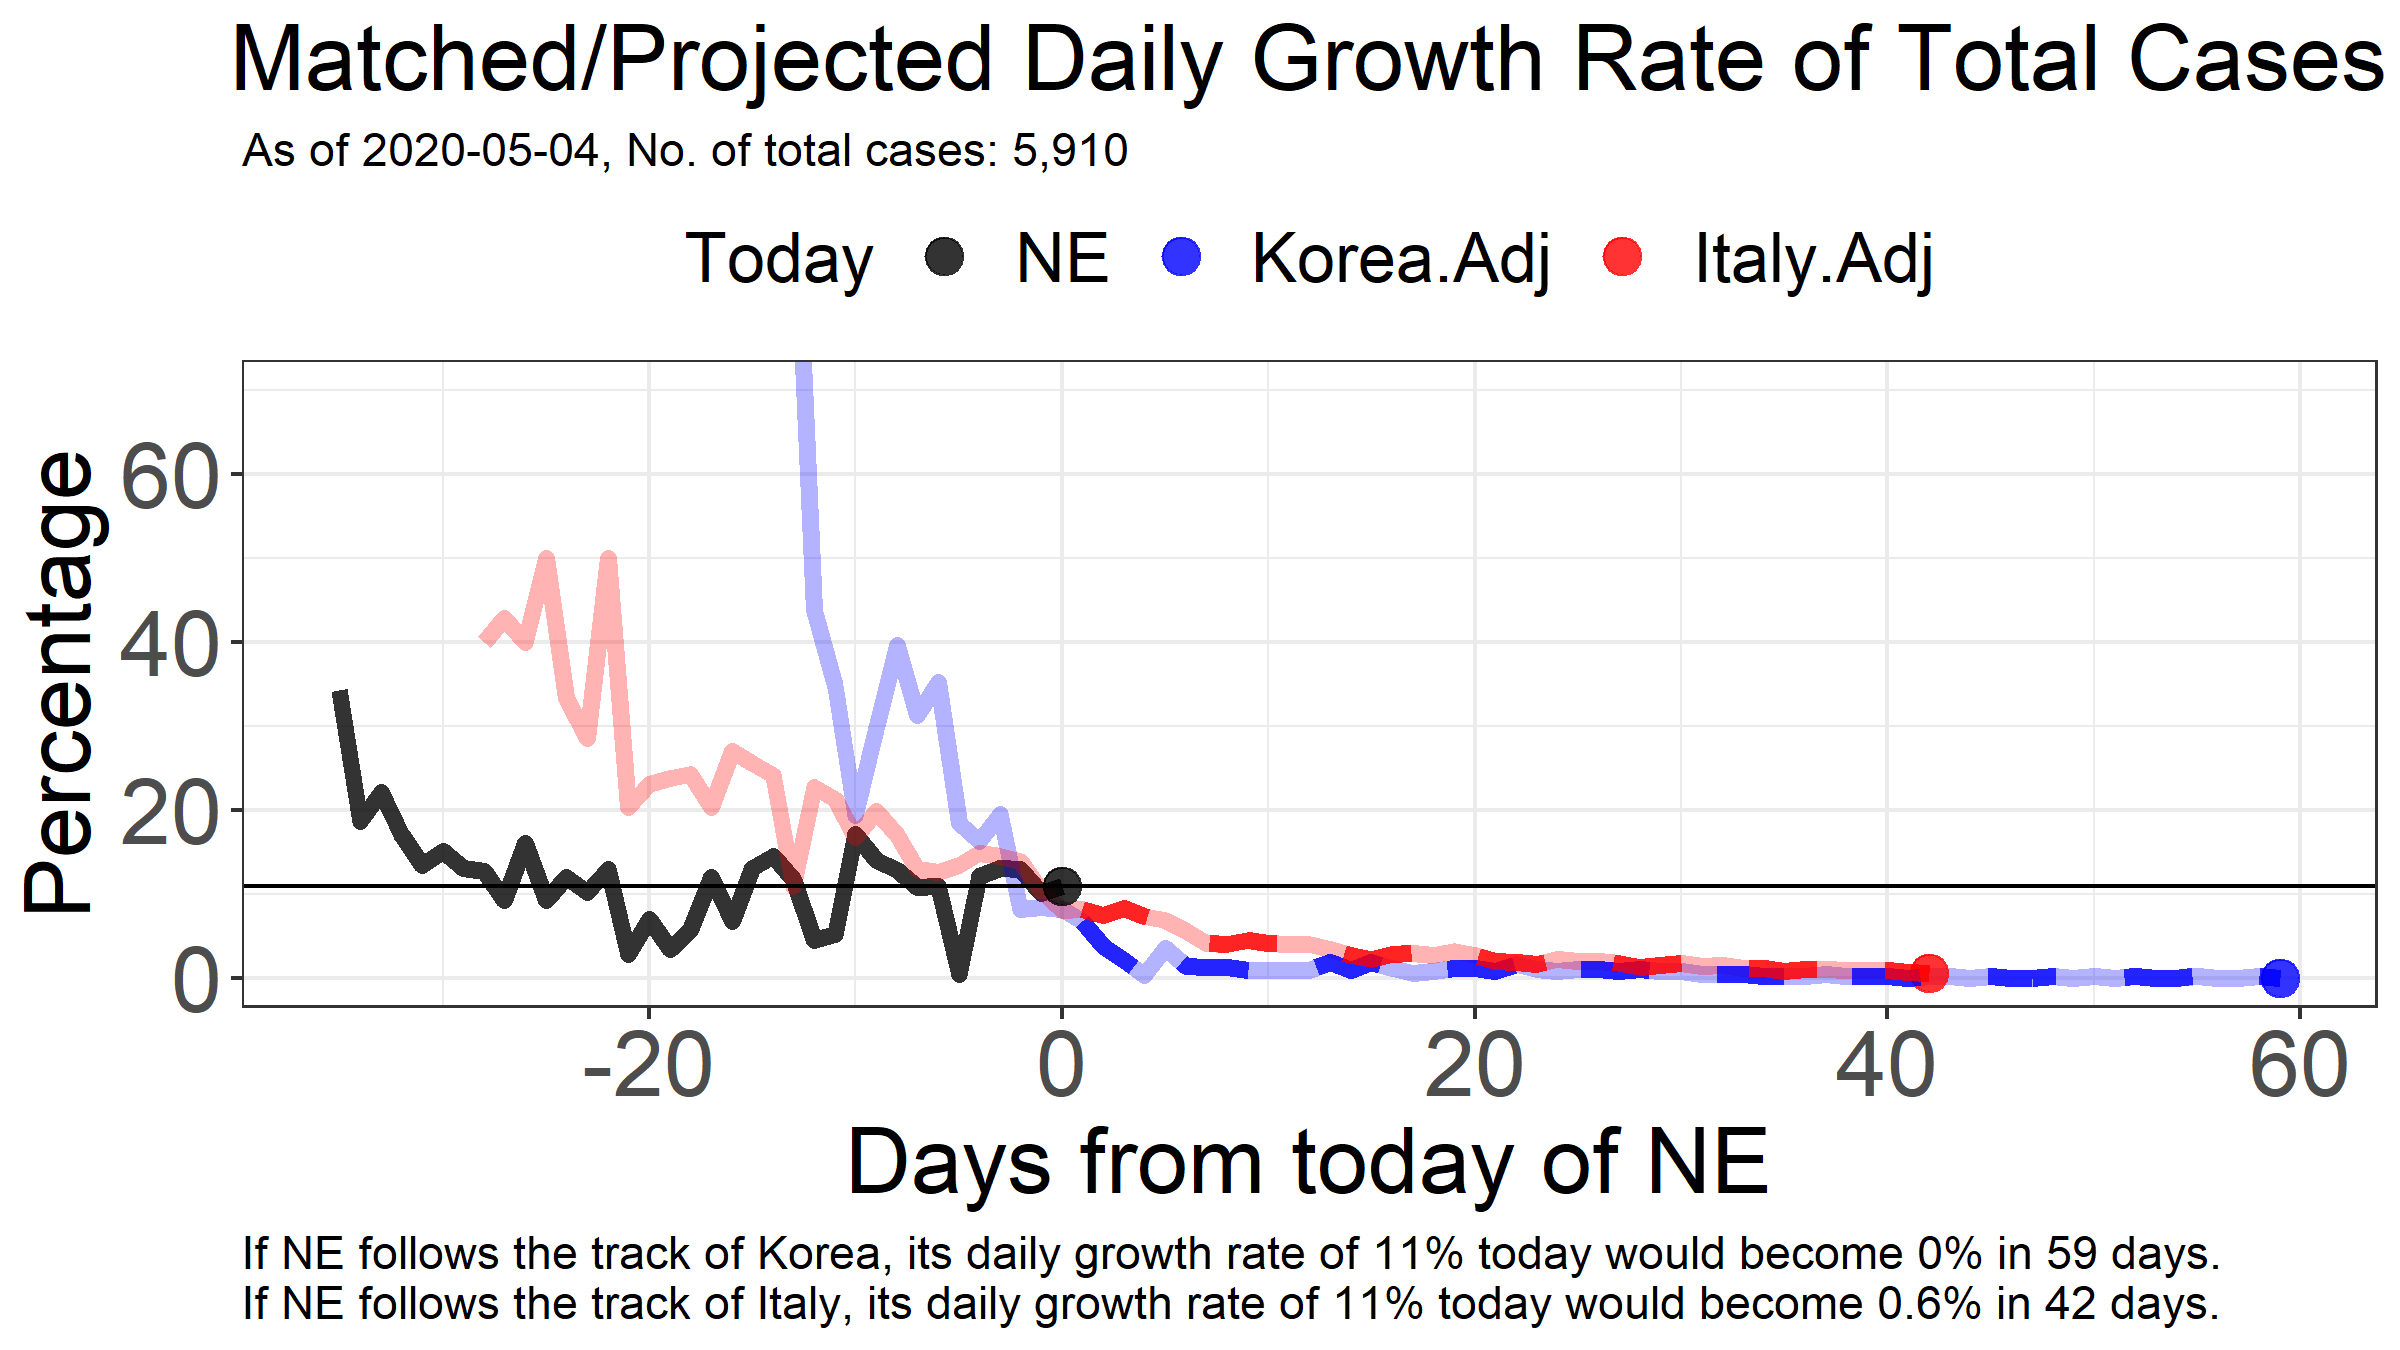 Matched/Projected Daily Growth Rate of Total Cases
As of 2020-05-04, No. of total cases: 5,910
Today NE Korea.Adj Italy.Adj
Percentage
60
40
20
0
-20 0 20 40 60
Days from today of NE
If NE follows the track of Korea, its daily growth rate of 11% today would become 0% in 59 days.
If NE follows the track of Italy, its daily growth rate of 11% today would become 0.6% in 42 days.